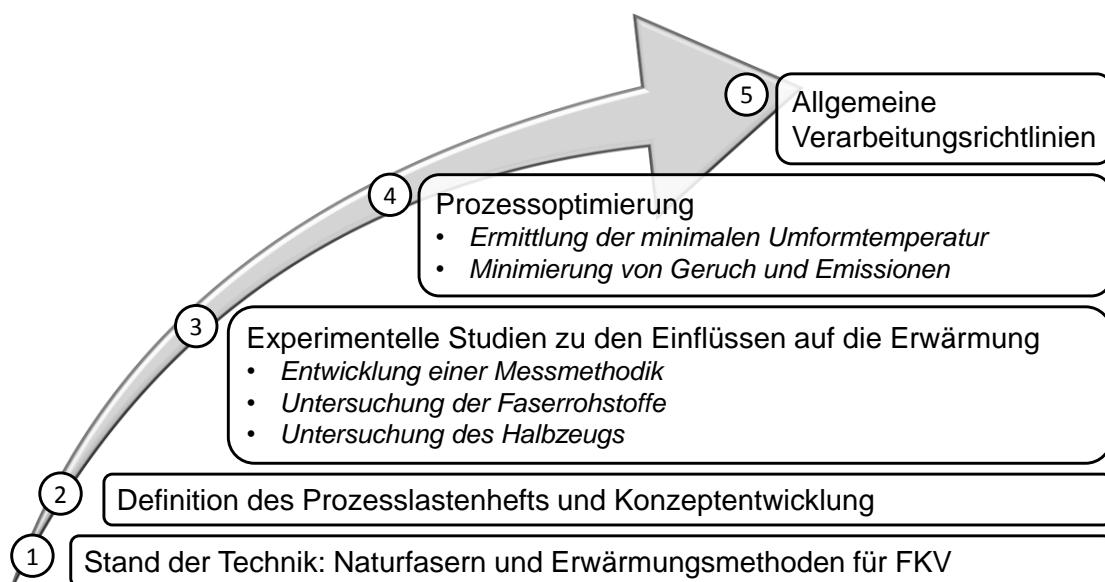 5 Allgemeine
Verarbeitungsrichtlinien
4 Prozessoptimierung
• Ermittlung der minimalen Umformtemperatur
• Minimierung von Geruch und Emissionen
3 Experimentelle Studien zu den Einflüssen auf die Erwärmung
• Entwicklung einer Messmethodik
• Untersuchung der Faserrohstoffe
• Untersuchung des Halbzeugs
2 Definition des Prozesslastenhefts und Konzeptentwicklung
1 Stand der Technik: Naturfasern und Erwärmungsmethoden für FKV